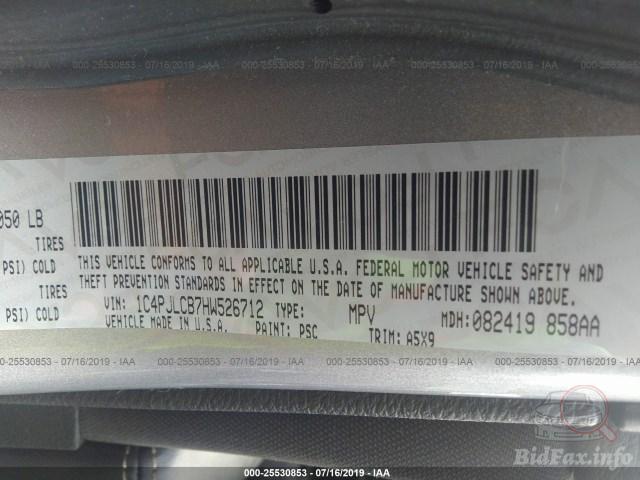 000-25530853 / 07/16/2019 - IAA
050 LB
TIRES
PSI) COLD
TIRES
PSI) COLD
THIS VEHICLE CONFORMS TO ALL APPLICABLE U.S.A. FEDERAL MOTOR VEHICLE SAFETY AND
THEFT PREVENTION STANDARDS IN EFFECT ON THE DATE OF MANUFACTURE SHOWN ABOVE.
VIN: 1C4PJLCB7HW526712 TYPE: MPV MDH:082419 858AA
VEHICLE MADE IN U.S.A. PAINT: PSC TRIM: A5X9
000-25530853 / 07/16/2019 - IAA
000-25530853 / 07/16/2019 - IAA
BidFax.info